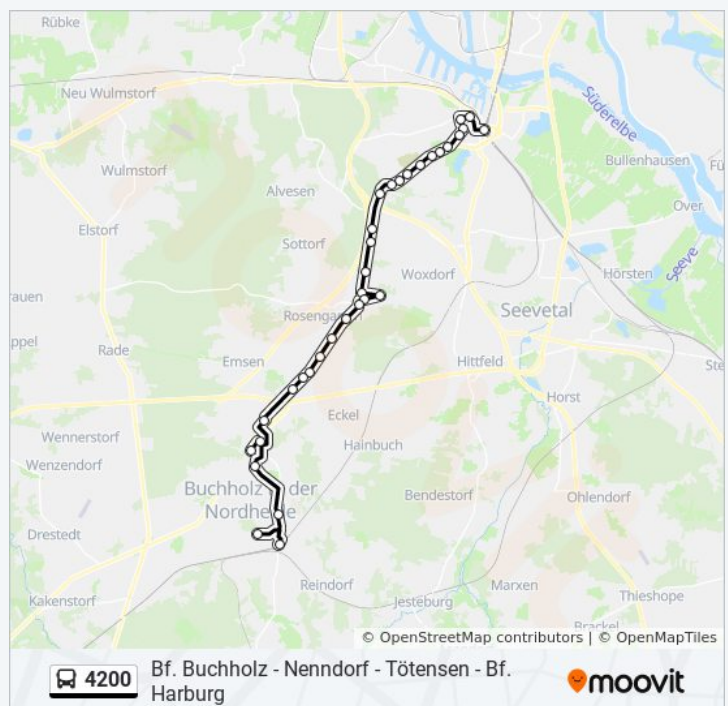 Rübke
Neu Wulmstorf
Süderelbe
Wulmstorf
Bullenhausen
Fü
Alvesen
Elstorf
Over
Sottorf
Seeve
Woxdorf
Hörsten
rauen
Rosengar
Seevetal
ppel
Rade
Emsen
Hittfeld
Ste
Horst
Eckel
Wennerstorf
Hainbuch
Wenzendorf
Buchholz in der
Nordheide
Bendestorf
Ohlendorf
Drestedt
Reindorf
Marxen
Thieshope
Kakenstorf
Jesteburg
Brackel
© OpenStreetMap contributors | © OpenMapTiles
4200 Bf. Buchholz - Nenndorf - Tötensen - Bf.
Harburg
moovit